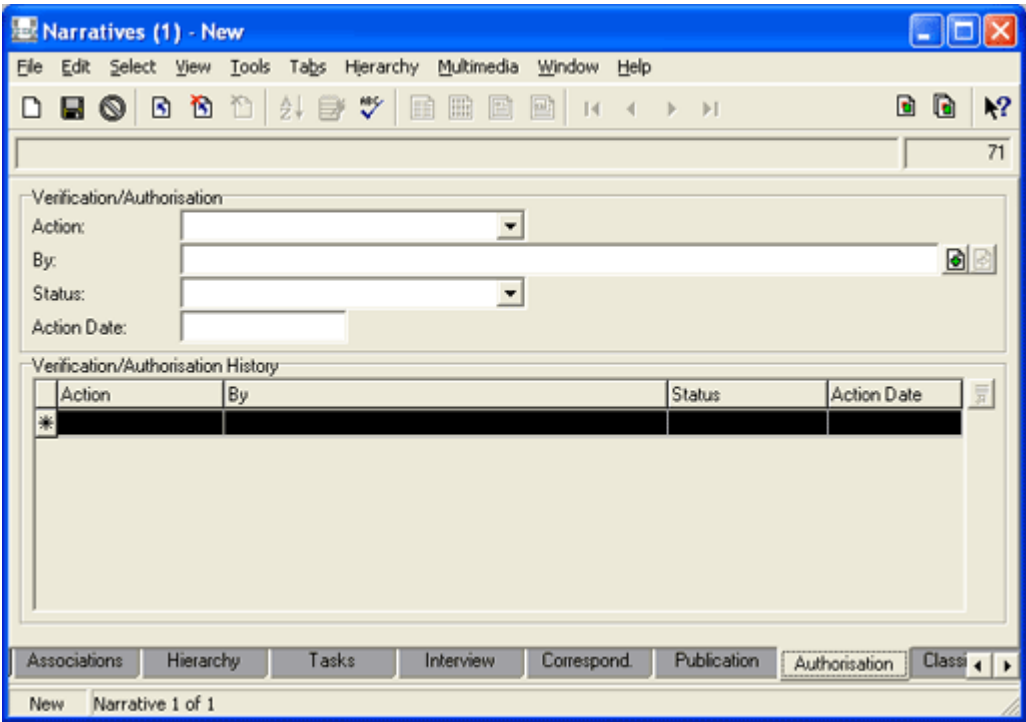 Narratives (1) - New
File Edit Select View Tools Tabs Hierarchy Multimedia Window Help
71
Verification/Authorisation
Action:
By:
Status:
Action Date:
Verification/Authorisation History
Action By Status Action Date
Associations Hierarchy Tasks Interview Correspond. Publication Authorisation
New Narrative 1 of 1